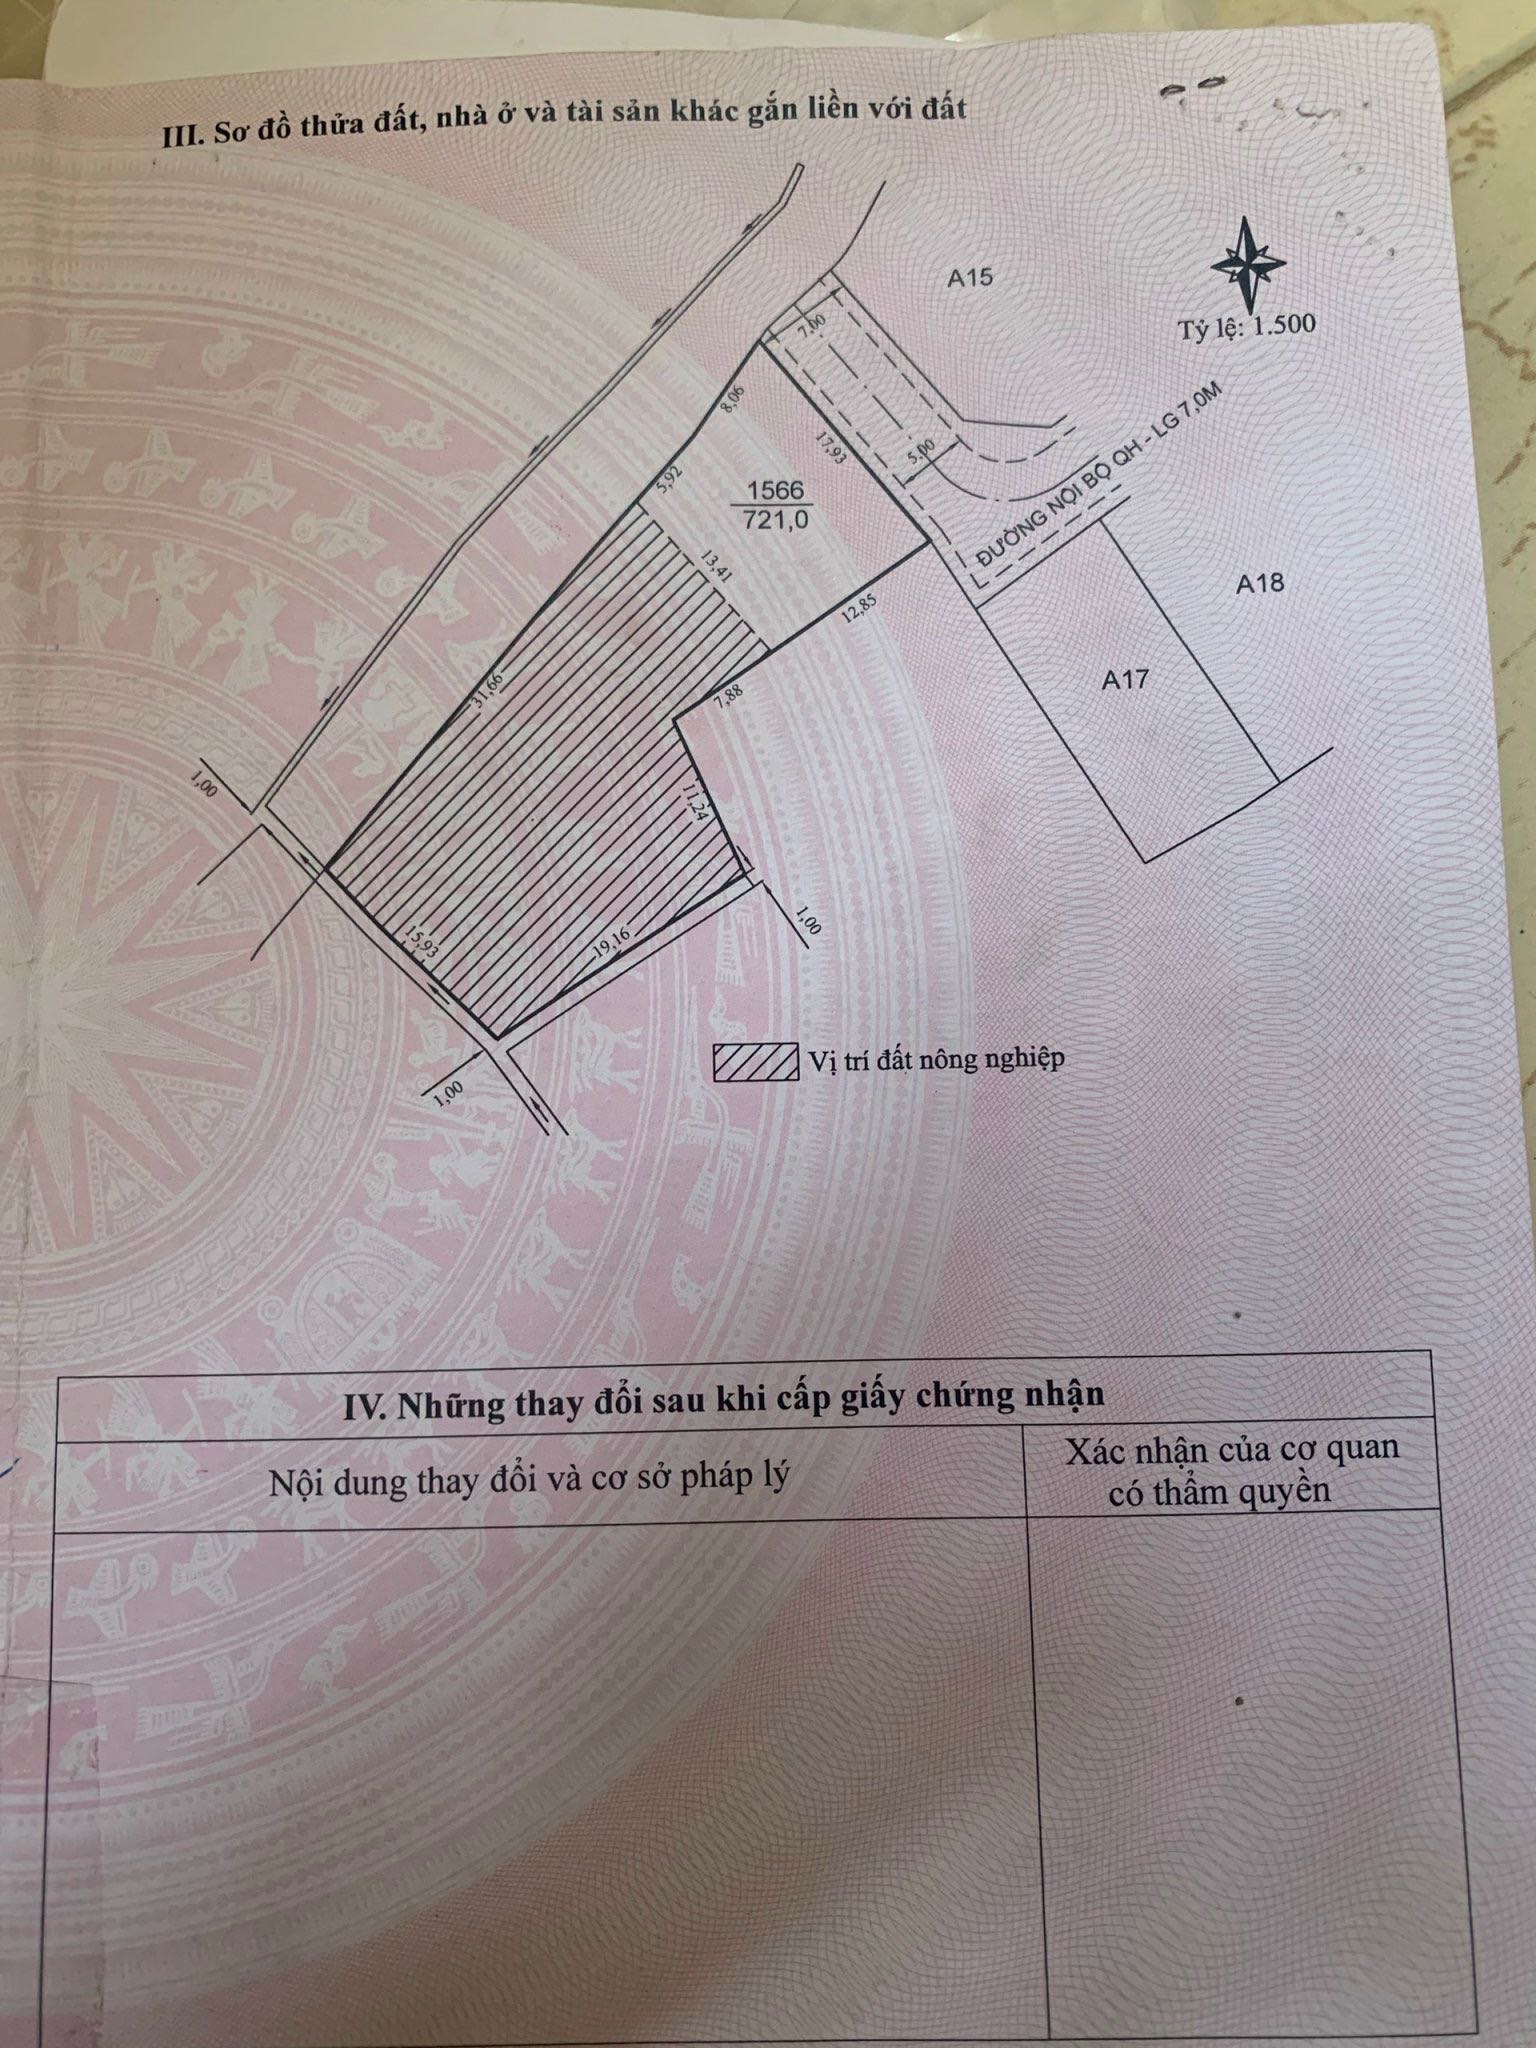 III. Sơ đồ thửa đất, nhà ở và tài sản khác gắn liền với đất
A15
Tỷ lệ: 1.500
7,00
8,06
17,93
5,00
ĐƯỜNG NỘI BỘ QH - LG 7,0M
5,92
1566
721,0
13,41
12,85
A18
A17
31,66
7,88
1,00
11,24
15,93
19,16
1,00
1,00
Vị trí đất nông nghiệp
IV. Những thay đổi sau khi cấp giấy chứng nhận
Nội dung thay đổi và cơ sở pháp lý
Xác nhận của cơ quan
có thẩm quyền